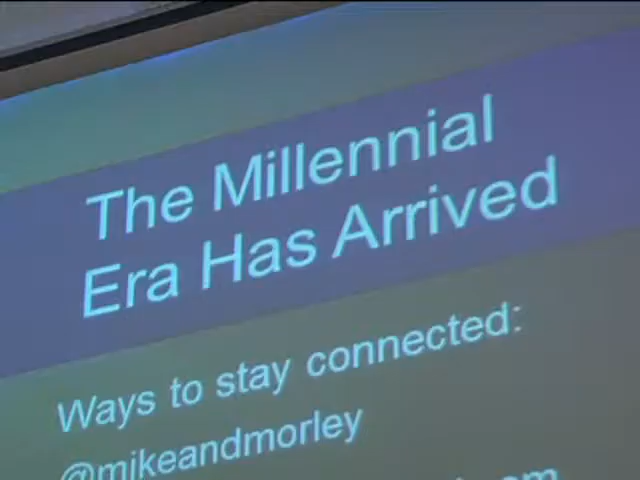 The Millennial
Era Has Arrived
Ways to stay connected:
@mikeandmorley